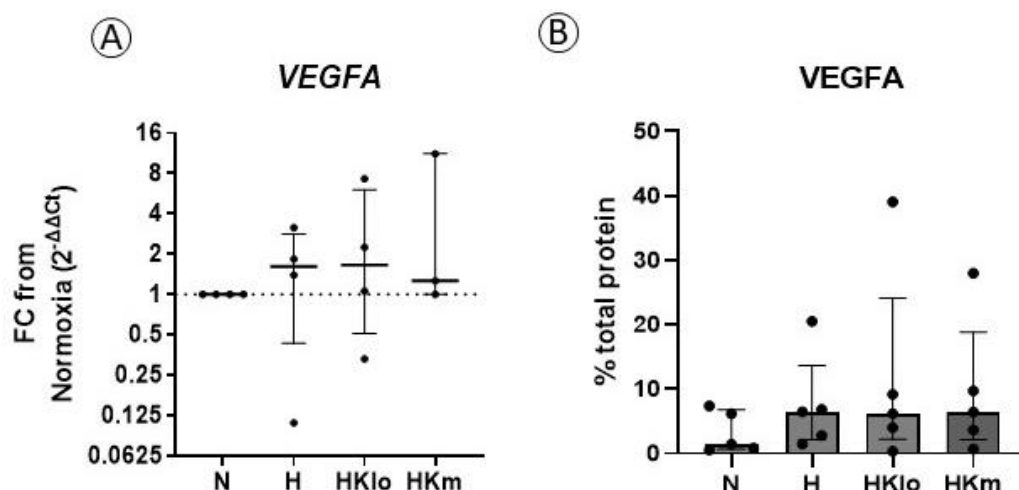 A
VEGFA
FC from
Normoxia (2^-ΔΔCt)
16
8
4
2
1
0.5
0.25
0.125
0.0625
N H HKlo HKm
B
VEGFA
% total protein
50
40
30
20
10
0
N H HKlo HKm